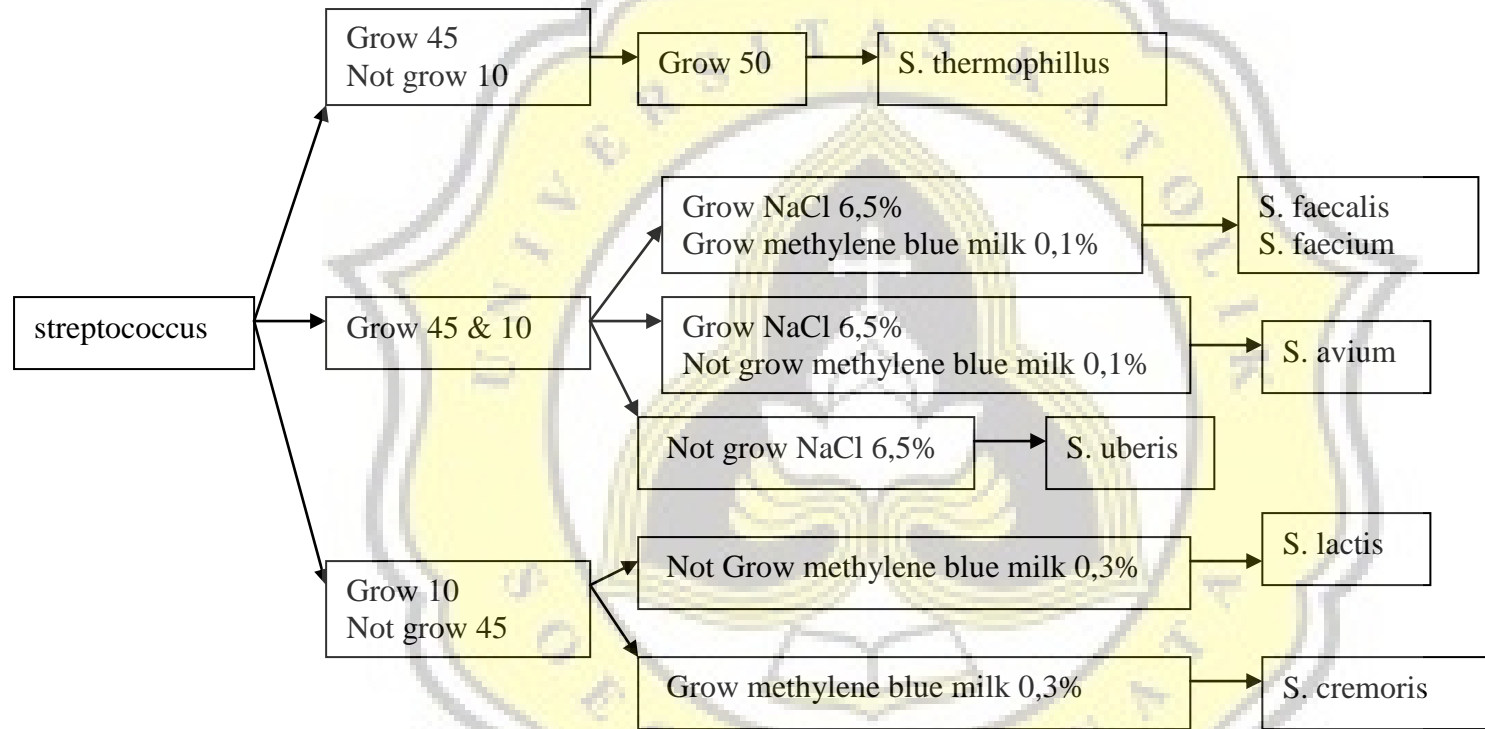 Grow 45
Not grow 10
Grow 50
S. thermophillus
Grow NaCl 6,5%
Grow methylene blue milk 0,1%
S. faecalis
S. faecium
streptococcus
Grow 45 & 10
Grow NaCl 6,5%
Not grow methylene blue milk 0,1%
S. avium
Not grow NaCl 6,5%
S. uberis
Grow 10
Not grow 45
Not Grow methylene blue milk 0,3%
S. lactis
Grow methylene blue milk 0,3%
S. cremoris
UNIVERSITAS KATOLIK